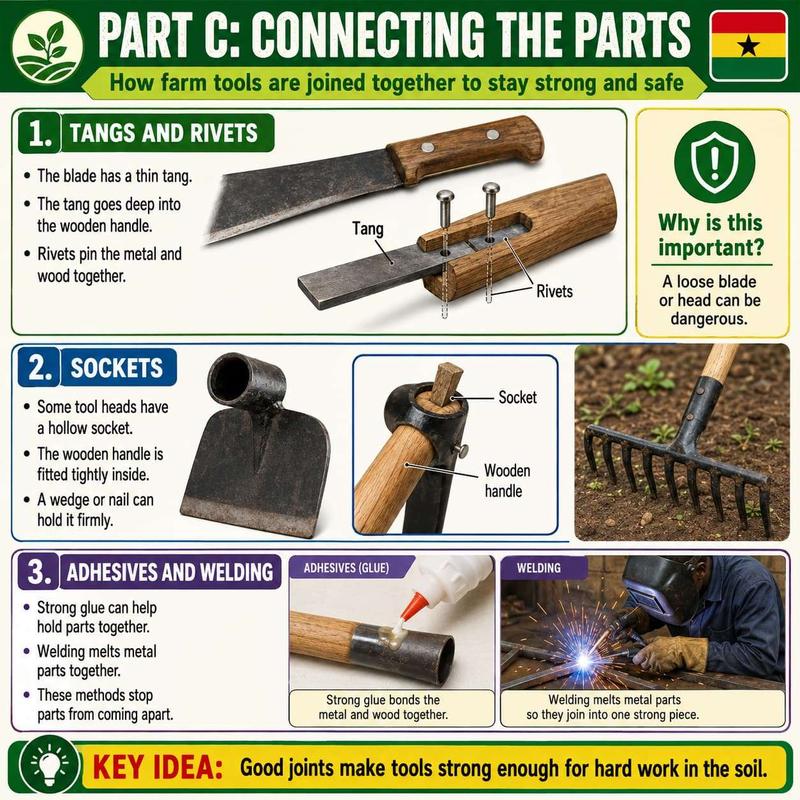 PART C: CONNECTING THE PARTS
How farm tools are joined together to stay strong and safe
1. TANGS AND RIVETS
• The blade has a thin tang.
• The tang goes deep into
the wooden handle.
• Rivets pin the metal and
wood together.
Tang
Rivets
Why is this
important?
A loose blade
or head can be
dangerous.
2. SOCKETS
• Some tool heads have
a hollow socket.
• The wooden handle is
fitted tightly inside.
• A wedge or nail can
hold it firmly.
Socket
Wooden
handle
3. ADHESIVES AND WELDING
• Strong glue can help
hold parts together.
• Welding melts metal
parts together.
• These methods stop
parts from coming apart.
ADHESIVES (GLUE)
Strong glue bonds the
metal and wood together.
WELDING
Welding melts metal parts
so they join into one strong piece.
KEY IDEA: Good joints make tools strong enough for hard work in the soil.